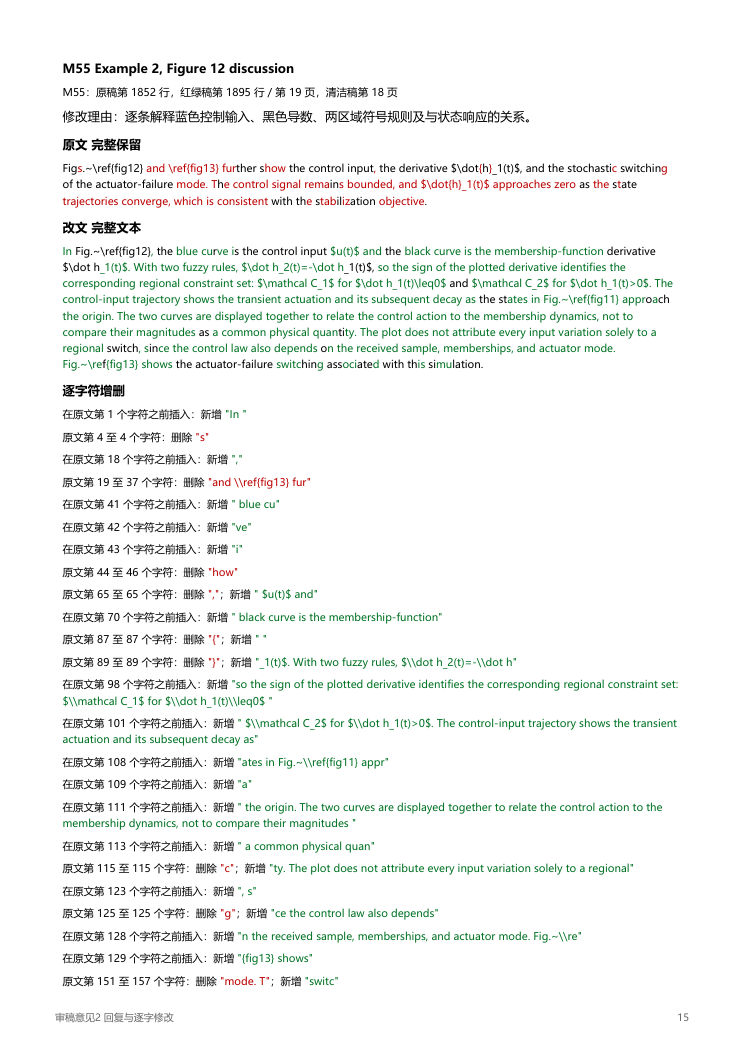 M55 Example 2, Figure 12 discussion
M55：原稿第 1852 行，红绿稿第 1895 行 / 第 19 页，清洁稿第 18 页
修改理由：逐条解释蓝色控制输入、黑色导数、两区域符号规则及与状态响应的关系。
原文 完整保留
Figs.~\ref{fig12} and \ref{fig13} further show the control input, the derivative $\dot{h}_1(t)$, and the stochastic switching
of the actuator-failure mode. The control signal remains bounded, and $\dot{h}_1(t)$ approaches zero as the state
trajectories converge, which is consistent with the stabilization objective.
改文 完整文本
In Fig.~\ref{fig12}, the blue curve is the control input $u(t)$ and the black curve is the membership-function derivative
$\dot h_1(t)$. With two fuzzy rules, $\dot h_2(t)=-\dot h_1(t)$, so the sign of the plotted derivative identifies the
corresponding regional constraint set: $\mathcal C_1$ for $\dot h_1(t)\leq0$ and $\mathcal C_2$ for $\dot h_1(t)>0$. The
control-input trajectory shows the transient actuation and its subsequent decay as the states in Fig.~\ref{fig11} approach
the origin. The two curves are displayed together to relate the control action to the membership dynamics, not to
compare their magnitudes as a common physical quantity. The plot does not attribute every input variation solely to a
regional switch, since the control law also depends on the received sample, memberships, and actuator mode.
Fig.~\ref{fig13} shows the actuator-failure switching associated with this simulation.
逐字符增删
在原文第 1 个字符之前插入：新增 "In "
原文第 4 至 4 个字符：删除 "s"
在原文第 18 个字符之前插入：新增 ","
原文第 19 至 37 个字符：删除 "and \\ref{fig13} fur"
在原文第 41 个字符之前插入：新增 " blue cu"
在原文第 42 个字符之前插入：新增 "ve"
在原文第 43 个字符之前插入：新增 "i"
原文第 44 至 46 个字符：删除 "how"
原文第 65 至 65 个字符：删除 ","；新增 " $u(t)$ and"
在原文第 70 个字符之前插入：新增 " black curve is the membership-function"
原文第 87 至 87 个字符：删除 "{"；新增 " "
原文第 89 至 89 个字符：删除 "}"；新增 "_1(t)$. With two fuzzy rules, $\\dot h_2(t)=-\\dot h"
在原文第 98 个字符之前插入：新增 "so the sign of the plotted derivative identifies the corresponding regional constraint set:
$\\mathcal C_1$ for $\\dot h_1(t)\\leq0$ "
在原文第 101 个字符之前插入：新增 " $\\mathcal C_2$ for $\\dot h_1(t)>0$. The control-input trajectory shows the transient
actuation and its subsequent decay as"
在原文第 108 个字符之前插入：新增 "ates in Fig.~\\ref{fig11} appr"
在原文第 109 个字符之前插入：新增 "a"
在原文第 111 个字符之前插入：新增 " the origin. The two curves are displayed together to relate the control action to the
membership dynamics, not to compare their magnitudes "
在原文第 113 个字符之前插入：新增 " a common physical quan"
原文第 115 至 115 个字符：删除 "c"；新增 "ty. The plot does not attribute every input variation solely to a regional"
在原文第 123 个字符之前插入：新增 ", s"
原文第 125 至 125 个字符：删除 "g"；新增 "ce the control law also depends"
在原文第 128 个字符之前插入：新增 "n the received sample, memberships, and actuator mode. Fig.~\\re"
在原文第 129 个字符之前插入：新增 "{fig13} shows"
原文第 151 至 157 个字符：删除 "mode. T"；新增 "switc"
审稿意见2 回复与逐字修改
15